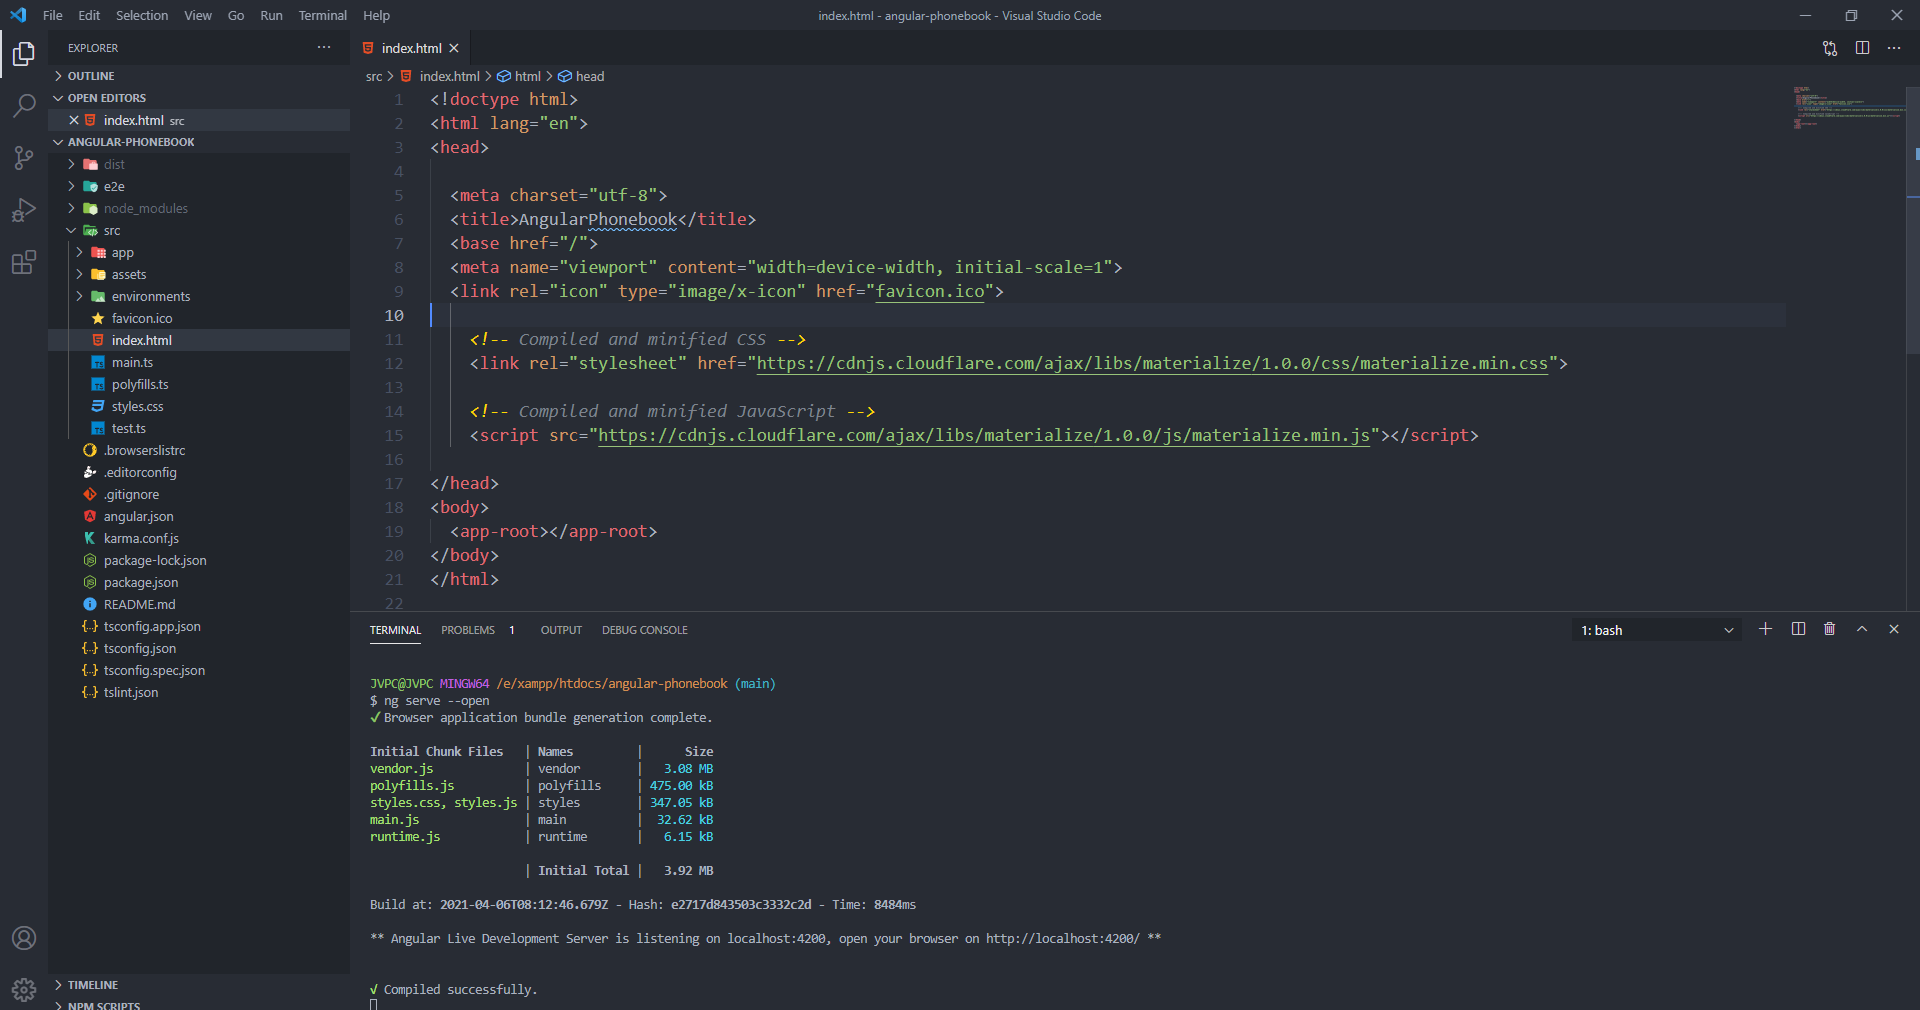 File Edit Selection View Go Run Terminal Help
index.html - angular-phonebook - Visual Studio Code
EXPLORER
OUTLINE
OPEN EDITORS
index.html src
ANGULAR-PHONEBOOK
dist
e2e
node_modules
src
app
assets
environments
favicon.ico
index.html
main.ts
polyfills.ts
styles.css
test.ts
.browserslistrc
.editorconfig
.gitignore
angular.json
karma.conf.js
package-lock.json
package.json
README.md
tsconfig.app.json
tsconfig.json
tsconfig.spec.json
tslint.json
TIMELINE
NPM SCRIPTS
index.html
src > index.html > html > head
1 <!doctype html>
2 <html lang="en">
3 <head>
4
5 <meta charset="utf-8">
6 <title>AngularPhonebook</title>
7 <base href="/">
8 <meta name="viewport" content="width=device-width, initial-scale=1">
9 <link rel="icon" type="image/x-icon" href="favicon.ico">
10
11 <!-- Compiled and minified CSS -->
12 <link rel="stylesheet" href="https://cdnjs.cloudflare.com/ajax/libs/materialize/1.0.0/css/materialize.min.css">
13
14 <!-- Compiled and minified JavaScript -->
15 <script src="https://cdnjs.cloudflare.com/ajax/libs/materialize/1.0.0/js/materialize.min.js"></script>
16
17 </head>
18 <body>
19 <app-root></app-root>
20 </body>
21 </html>
22
TERMINAL PROBLEMS 1 OUTPUT DEBUG CONSOLE
1: bash
JVPC@JVPC MINGW64 /e/xampp/htdocs/angular-phonebook (main)
$ ng serve --open
✓ Browser application bundle generation complete.
Initial Chunk Files | Names | Size
vendor.js | vendor | 3.08 MB
polyfills.js | polyfills | 475.00 kB
styles.css, styles.js | styles | 347.05 kB
main.js | main | 32.62 kB
runtime.js | runtime | 6.15 kB
| Initial Total | 3.92 MB
Build at: 2021-04-06T08:12:46.679Z - Hash: e2717d843503c3332c2d - Time: 8484ms
** Angular Live Development Server is listening on localhost:4200, open your browser on http://localhost:4200/ **
√ Compiled successfully.